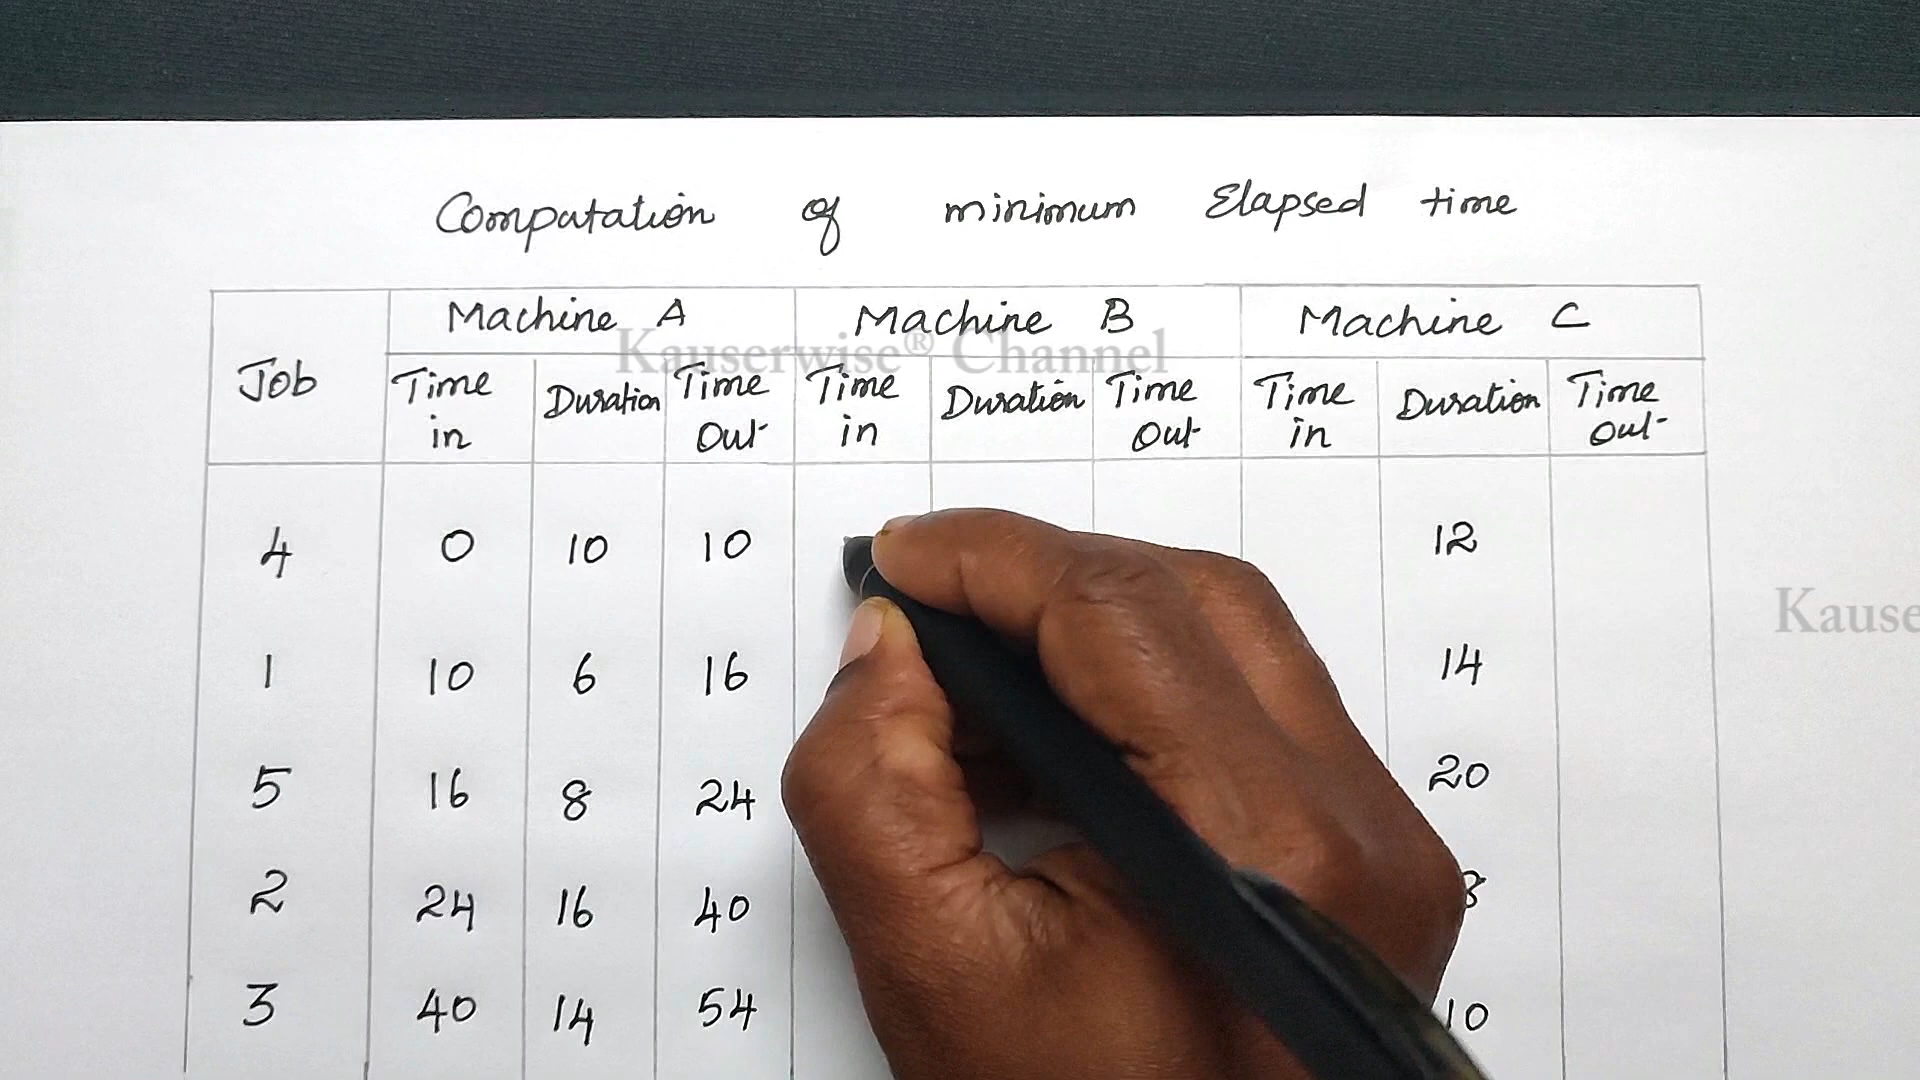 Computation of minimum Elapsed time
Job Machine A Machine B Machine C
Kauserwise® Channel
Time in Duration Time Out Time in Duration Time Out Time in Duration Time Out
4 0 10 10 12
Kause
1 10 6 16 14
5 16 8 24 20
2 24 16 40
3 40 14 54 10